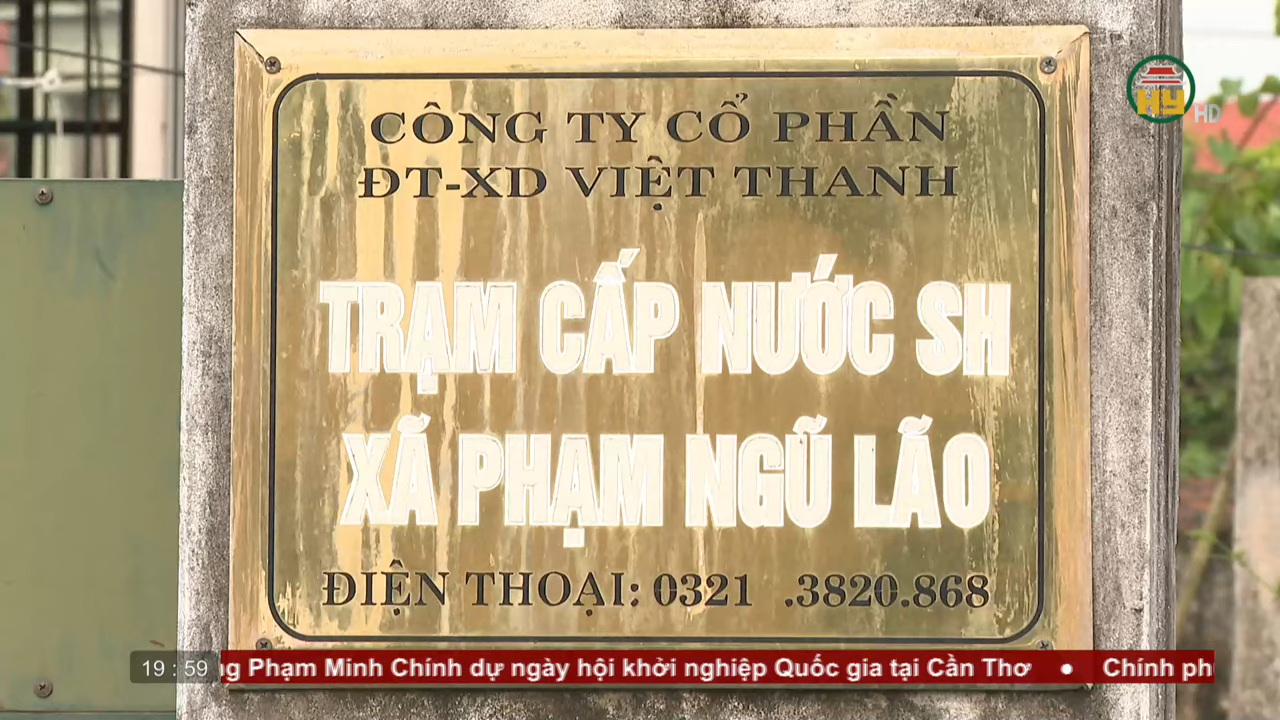 CÔNG TY CỔ PHẦN
ĐT-XD VIỆT THANH
TRẠM CẤP NƯỚC SH
XÃ PHẠM NGŨ LÃO
ĐIỆN THOẠI: 0321 .3820.868
HY HD
19 : 59
Phạm Minh Chính dự ngày hội khởi nghiệp Quốc gia tại Cần Thơ • Chính